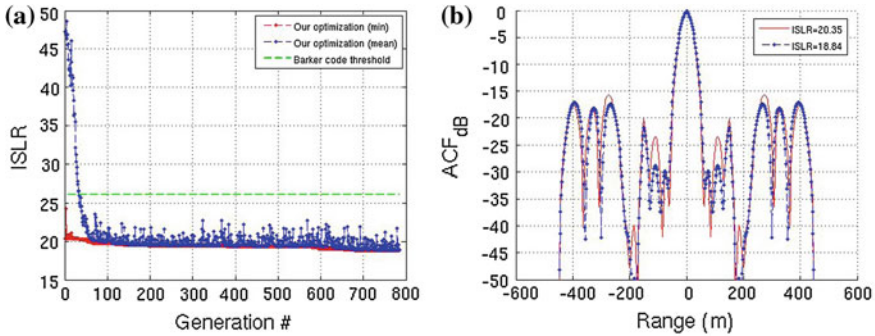 (a)
50
45
40
35
30
25
20
15
ISLR
0 100 200 300 400 500 600 700 800
Generation #
Our optimization (min)
Our optimization (mean)
Barker code threshold
(b)
0
−5
−10
−15
−20
−25
−30
−35
−40
−45
−50
ACF dB
−600 −400 −200 0 200 400 600
Range (m)
ISLR=20.35
ISLR=18.84